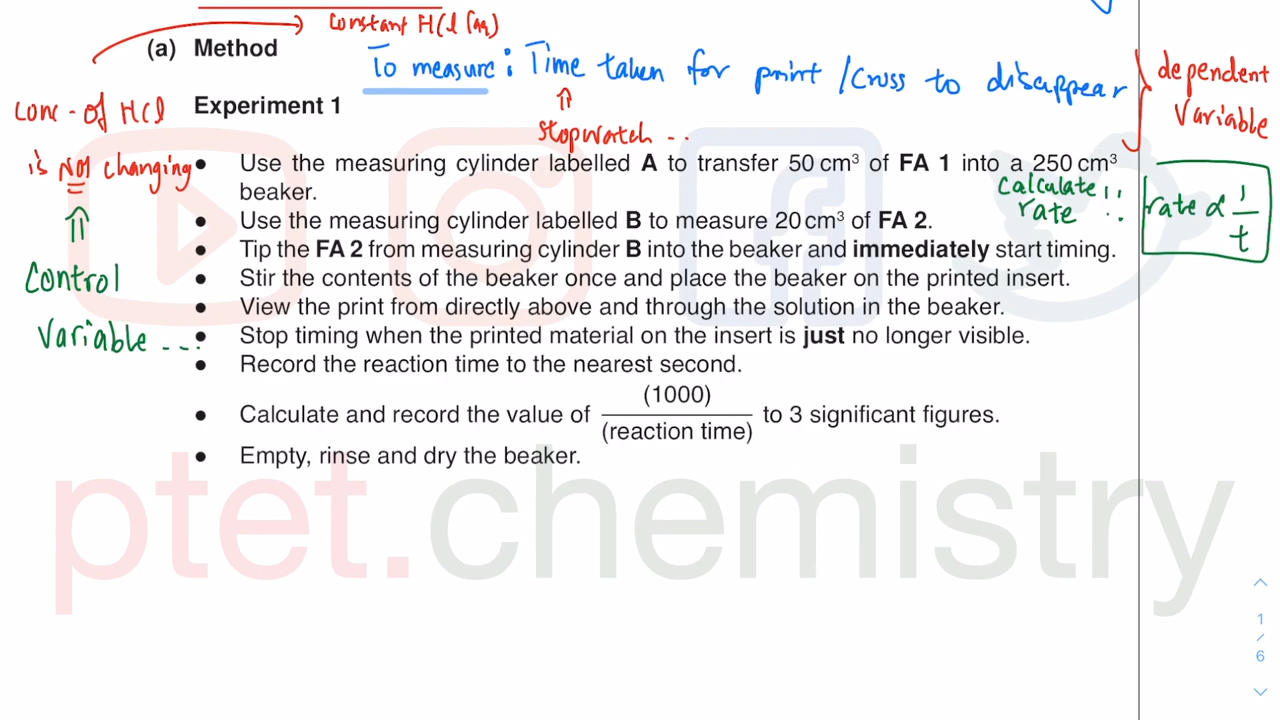 Constant HCl (aq)
(a) Method
To measure : Time taken for print / cross to disappear
dependent
variable
conc. of HCl
Experiment 1
stopwatch ..
is NOT changing
• Use the measuring cylinder labelled A to transfer 50 cm³ of FA 1 into a 250 cm³
beaker.
calculate
rate
rate ∝ 1/t
• Use the measuring cylinder labelled B to measure 20 cm³ of FA 2.
• Tip the FA 2 from measuring cylinder B into the beaker and immediately start timing.
Control
variable ...
• Stir the contents of the beaker once and place the beaker on the printed insert.
• View the print from directly above and through the solution in the beaker.
• Stop timing when the printed material on the insert is just no longer visible.
• Record the reaction time to the nearest second.
• Calculate and record the value of (1000)/(reaction time) to 3 significant figures.
• Empty, rinse and dry the beaker.
ptet.chemistry
1
/
6